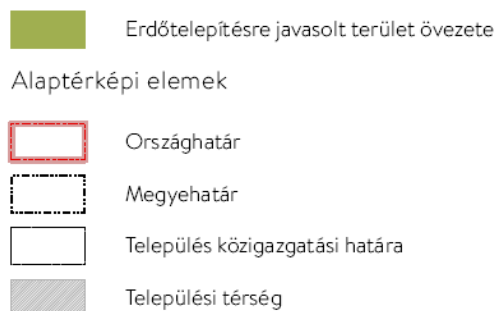 Erdőtelepítésre javasolt terület övezete
Alaptérképi elemek
Országhatár
Megyehatár
Település közigazgatási határa
Települési térség